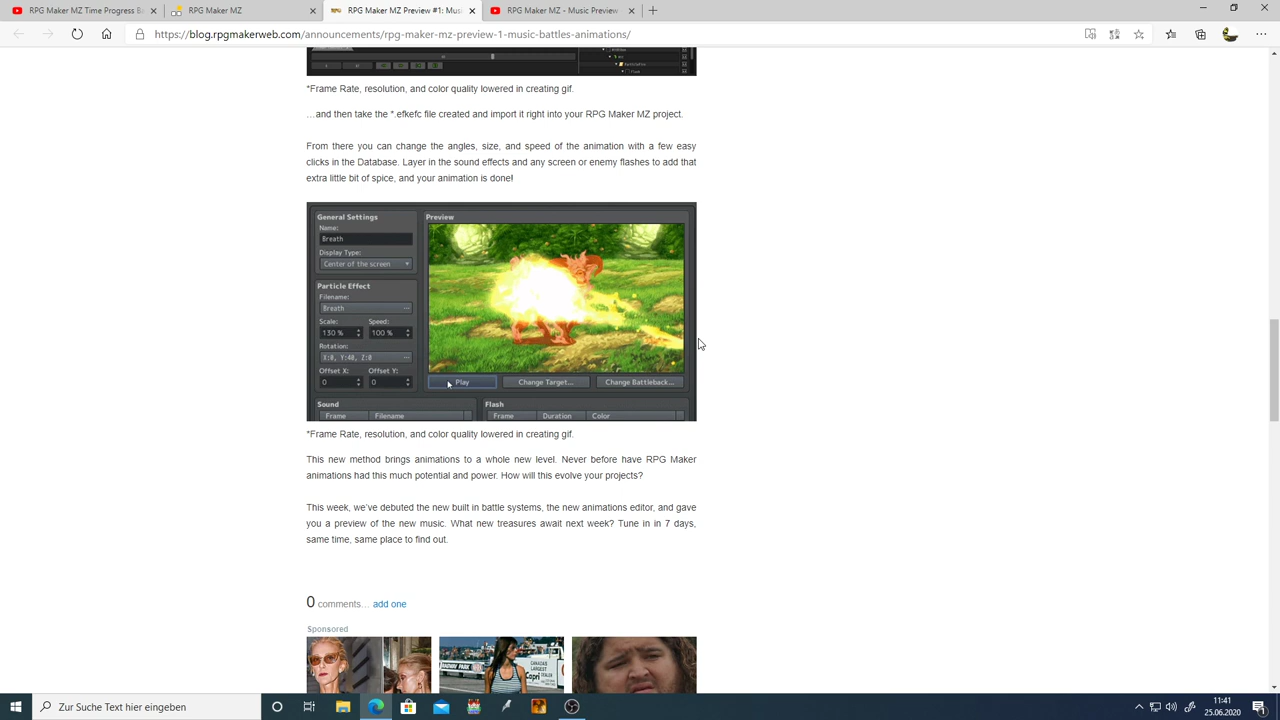 RPG Maker MZ Time Progress Ba
RPG Maker MZ
RPG Maker MZ Preview #1: Musi
RPG Maker MZ - Music Preview
https://blog.rpgmakerweb.com/announcements/rpg-maker-mz-preview-1-music-battles-animations/
*Frame Rate, resolution, and color quality lowered in creating gif.
…and then take the *.efkefc file created and import it right into your RPG Maker MZ project.
From there you can change the angles, size, and speed of the animation with a few easy
clicks in the Database. Layer in the sound effects and any screen or enemy flashes to add that
extra little bit of spice, and your animation is done!
General Settings
Name:
Breath
Display Type:
Center of the screen
Particle Effect
Filename:
Breath
Scale: Speed:
130 % 100 %
Rotation:
X:0, Y:40, Z:0
Offset X: Offset Y:
0 0
Preview
Play Change Target... Change Battleback...
Sound
Frame Filename
Flash
Frame Duration Color
*Frame Rate, resolution, and color quality lowered in creating gif.
This new method brings animations to a whole new level. Never before have RPG Maker
animations had this much potential and power. How will this evolve your projects?
This week, we've debuted the new built in battle systems, the new animations editor, and gave
you a preview of the new music. What new treasures await next week? Tune in in 7 days,
same time, same place to find out.
0 comments… add one
Sponsored
CANADA'S
LARGEST
DEALER
Capri
Zur Suche Text hier eingeben
11:41
25.06.2020